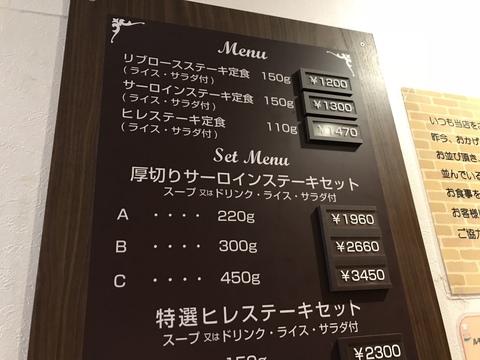 Menu
リブロースステーキ定食 150g ¥1200
(ライス・サラダ付)
サーロインステーキ定食 150g ¥1300
(ライス・サラダ付)
ヒレステーキ定食 110g ¥1470
(ライス・サラダ付)
Set Menu
厚切りサーロインステーキセット
スープ又はドリンク・ライス・サラダ付
A ・・・・ 220g ¥1960
B ・・・・ 300g ¥2660
C ・・・・ 450g ¥3450
特選ヒレステーキセット
スープ又はドリンク・ライス・サラダ付
150g ¥2300
いつも当店を
昨今、おかげ
お並び頂き、
並んでいる
お食事を
お客様
ご協力